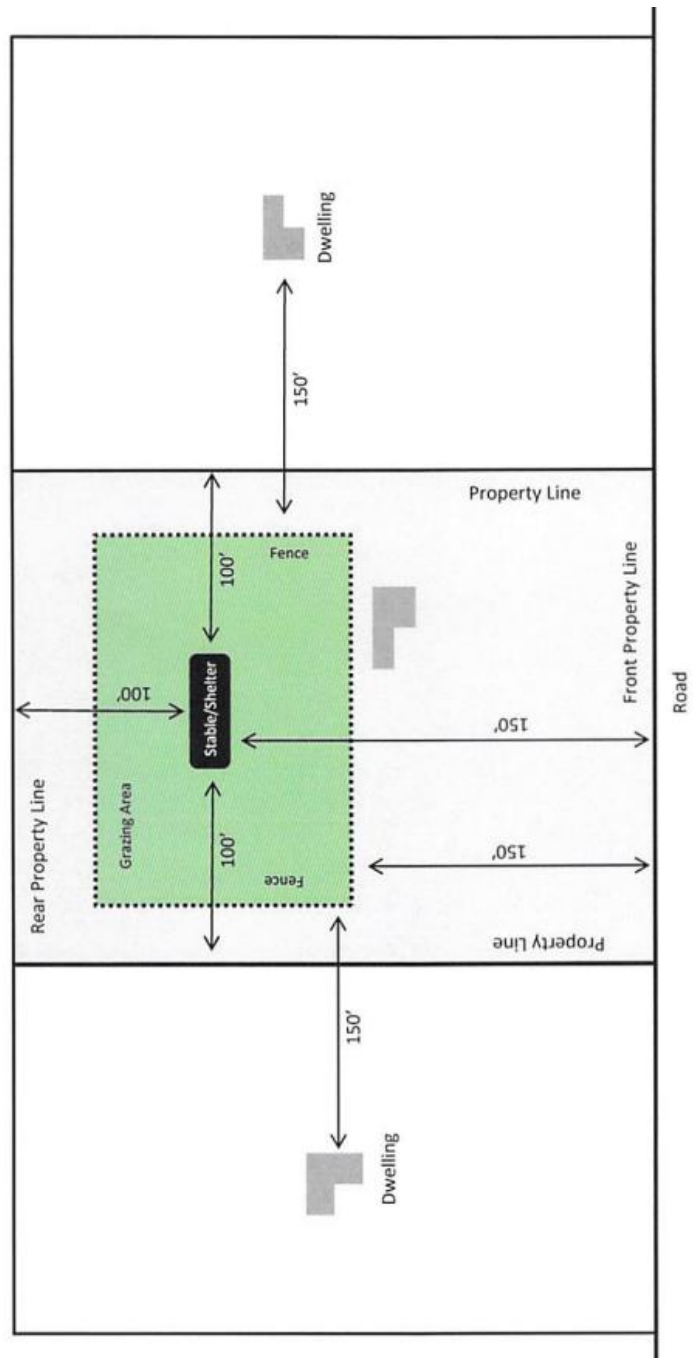 Dwelling
150'
Property Line
Fence
100'
Front Property Line
Road
100'
Stable/Shelter
150'
Rear Property Line
Grazing Area
100'
Fence
150'
Property Line
150'
Dwelling